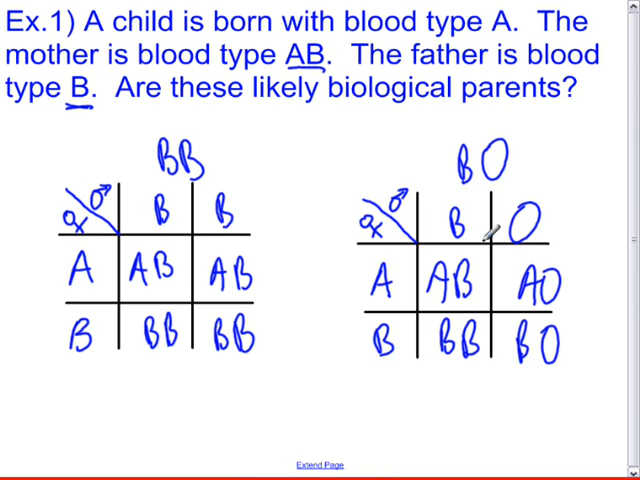 Ex.1) A child is born with blood type A. The
mother is blood type AB. The father is blood
type B. Are these likely biological parents?
BB
♀ ♂ B B
A AB AB
B BB BB
BO
♀ ♂ B O
A AB AO
B BB BO
Extend Page